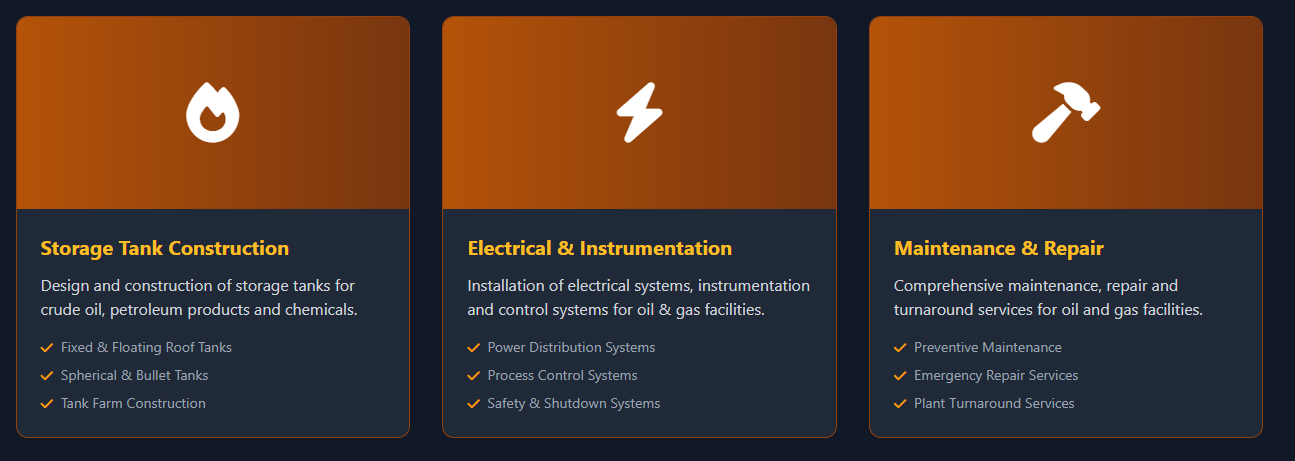 Storage Tank Construction
Design and construction of storage tanks for
crude oil, petroleum products and chemicals.
Fixed & Floating Roof Tanks
Spherical & Bullet Tanks
Tank Farm Construction
Electrical & Instrumentation
Installation of electrical systems, instrumentation
and control systems for oil & gas facilities.
Power Distribution Systems
Process Control Systems
Safety & Shutdown Systems
Maintenance & Repair
Comprehensive maintenance, repair and
turnaround services for oil and gas facilities.
Preventive Maintenance
Emergency Repair Services
Plant Turnaround Services